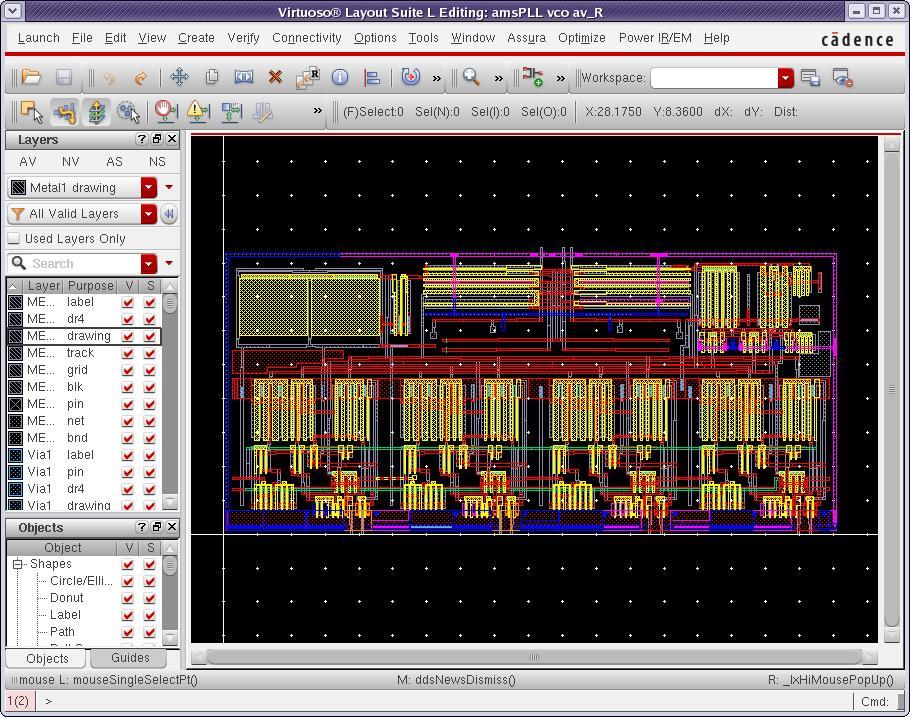 Virtuoso® Layout Suite L Editing: amsPLL vco av_R
Launch File Edit View Create Verify Connectivity Options Tools Window Assura Optimize Power IR/EM Help
cādence
Workspace:
(F)Select:0 Sel(N):0 Sel(I):0 Sel(O):0 X:28.1750 Y:6.3600 dX: dY: Dist:
Layers
AV NV AS NS
Metal1 drawing
All Valid Layers
Used Layers Only
Search
Layer Purpose V S
ME... label
ME... dr4
ME... drawing
ME... track
ME... grid
ME... blk
ME... pin
ME... net
ME... bnd
Via1 label
Via1 pin
Via1 dr4
Via1 drawing
Objects
Object V S
Shapes
Circle/Elli...
Donut
Label
Path
Objects Guides
mouse L: mouseSingleSelectPt() M: ddsNewsDismiss() R: _lxHiMousePopUp()
1(2) > Cmd: